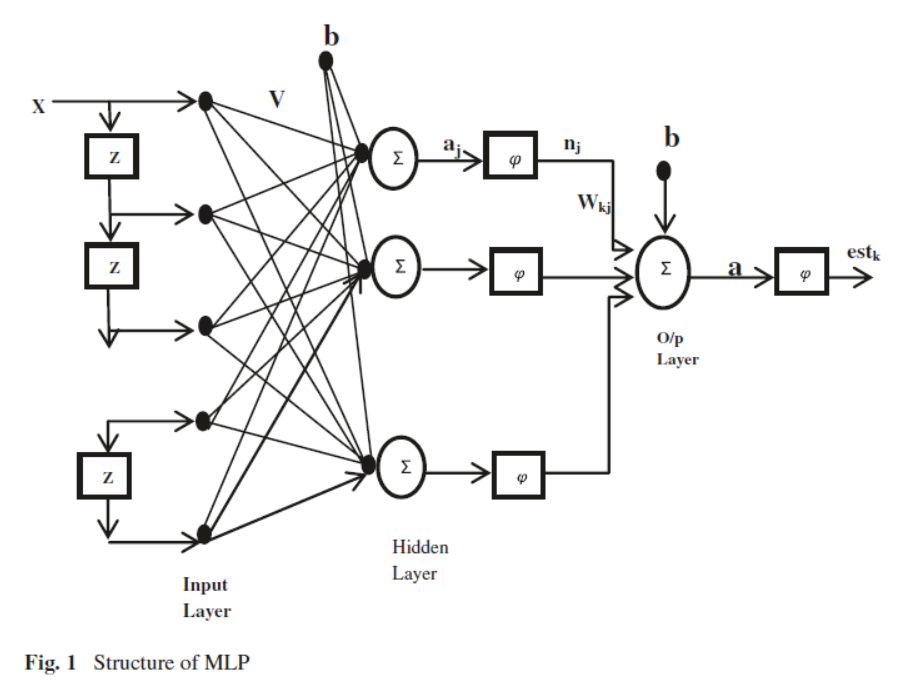 b
X
V
Z
Σ
aj
φ
nj
b
Wkj
Z
Σ
φ
Σ
a
φ
estk
O/p
Layer
Z
Σ
φ
Hidden
Layer
Input
Layer
Fig. 1 Structure of MLP